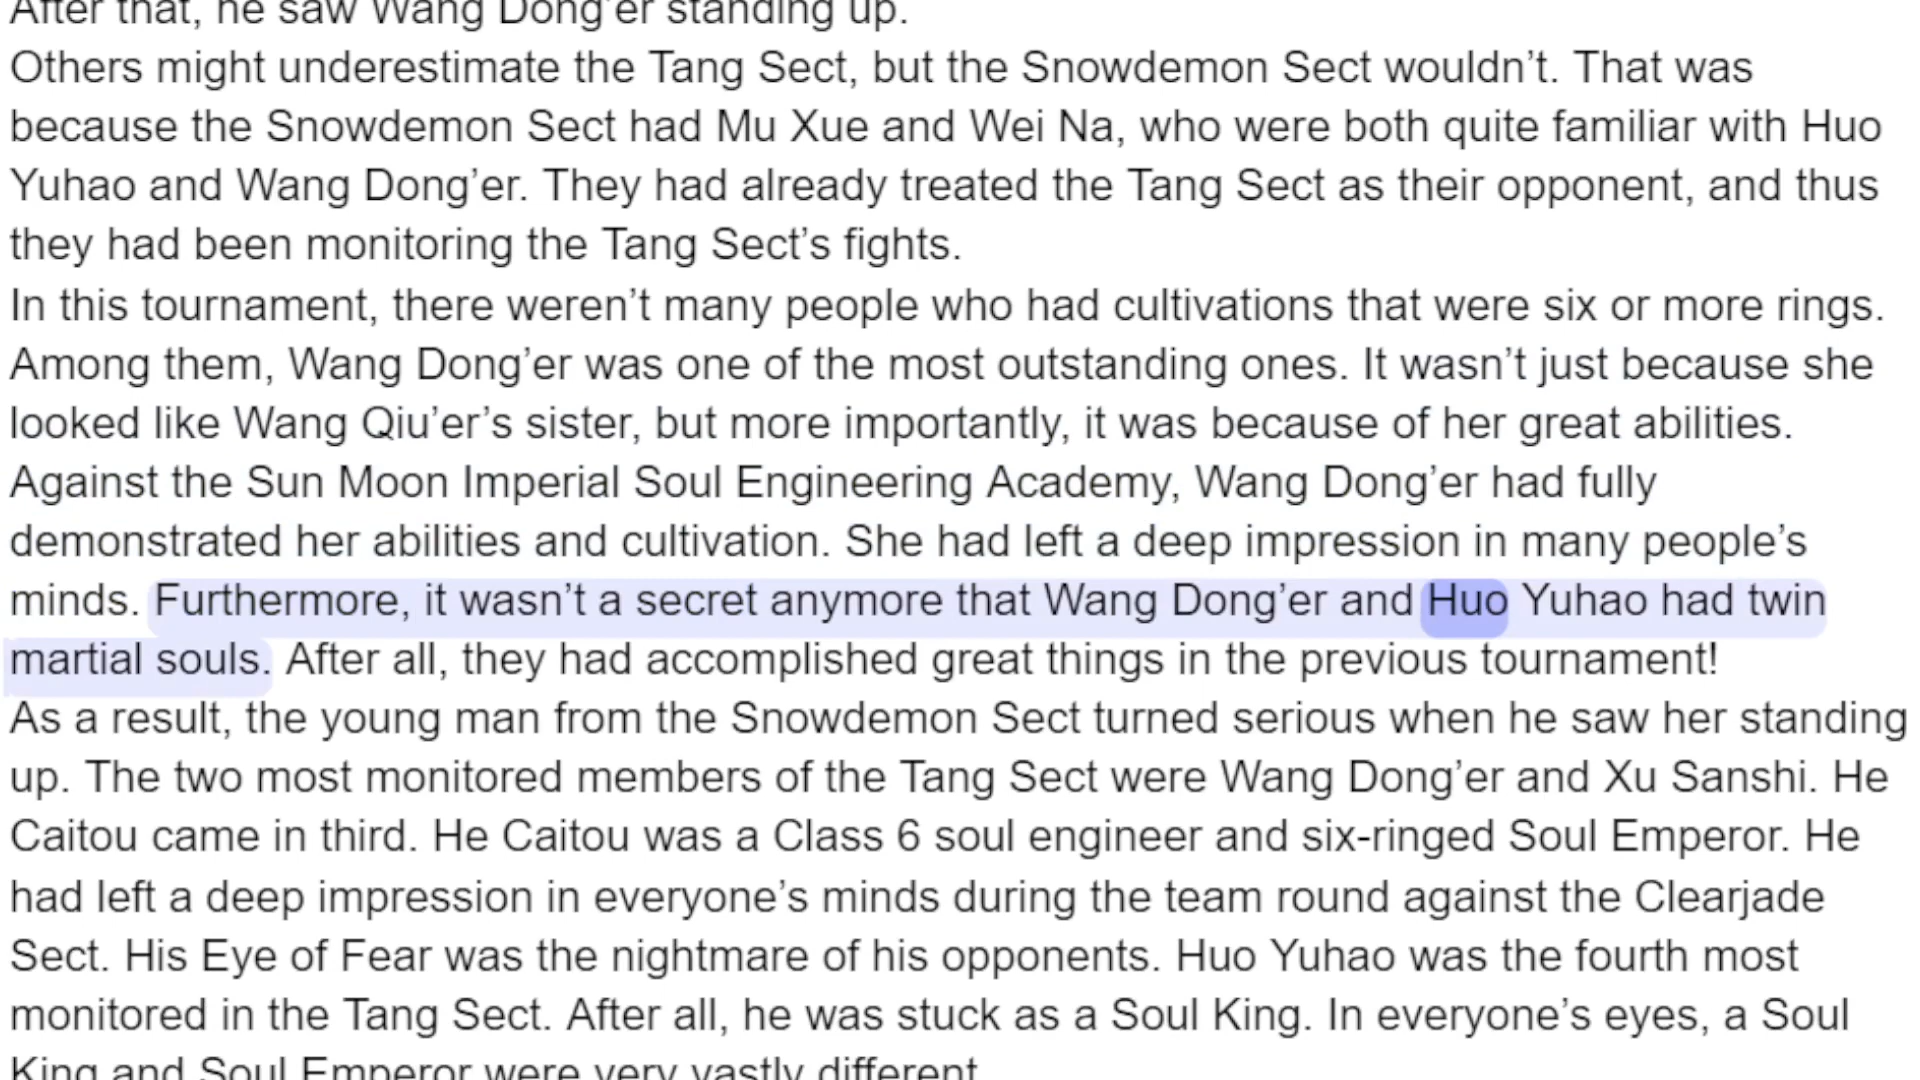 After that, he saw Wang Dong’er standing up.
Others might underestimate the Tang Sect, but the Snowdemon Sect wouldn’t. That was
because the Snowdemon Sect had Mu Xue and Wei Na, who were both quite familiar with Huo
Yuhao and Wang Dong’er. They had already treated the Tang Sect as their opponent, and thus
they had been monitoring the Tang Sect’s fights.
In this tournament, there weren’t many people who had cultivations that were six or more rings.
Among them, Wang Dong’er was one of the most outstanding ones. It wasn’t just because she
looked like Wang Qiu’er’s sister, but more importantly, it was because of her great abilities.
Against the Sun Moon Imperial Soul Engineering Academy, Wang Dong’er had fully
demonstrated her abilities and cultivation. She had left a deep impression in many people’s
minds. Furthermore, it wasn’t a secret anymore that Wang Dong’er and Huo Yuhao had twin
martial souls. After all, they had accomplished great things in the previous tournament!
As a result, the young man from the Snowdemon Sect turned serious when he saw her standing
up. The two most monitored members of the Tang Sect were Wang Dong’er and Xu Sanshi. He
Caitou came in third. He Caitou was a Class 6 soul engineer and six-ringed Soul Emperor. He
had left a deep impression in everyone’s minds during the team round against the Clearjade
Sect. His Eye of Fear was the nightmare of his opponents. Huo Yuhao was the fourth most
monitored in the Tang Sect. After all, he was stuck as a Soul King. In everyone’s eyes, a Soul
King and Soul Emperor were very vastly different